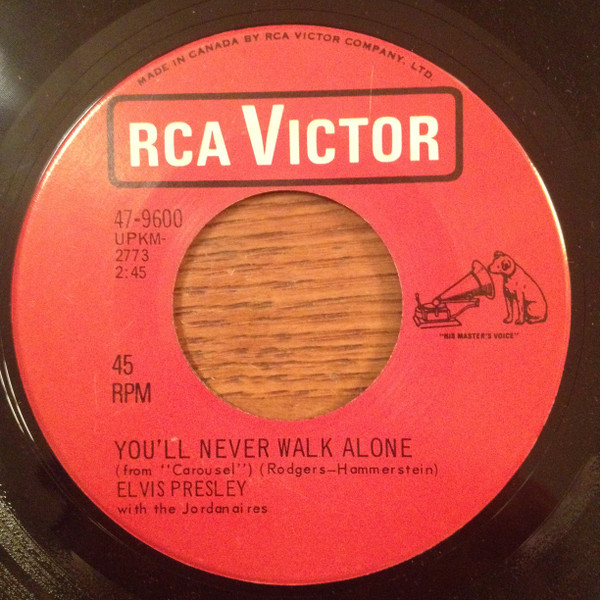 MADE IN CANADA BY RCA VICTOR COMPANY, LTD.
RCA VICTOR
47-9600
UPKM-
2773
2:45
"HIS MASTER'S VOICE"
45
RPM
YOU'LL NEVER WALK ALONE
(from "Carousel") (Rodgers-Hammerstein)
ELVIS PRESLEY
with the Jordanaires